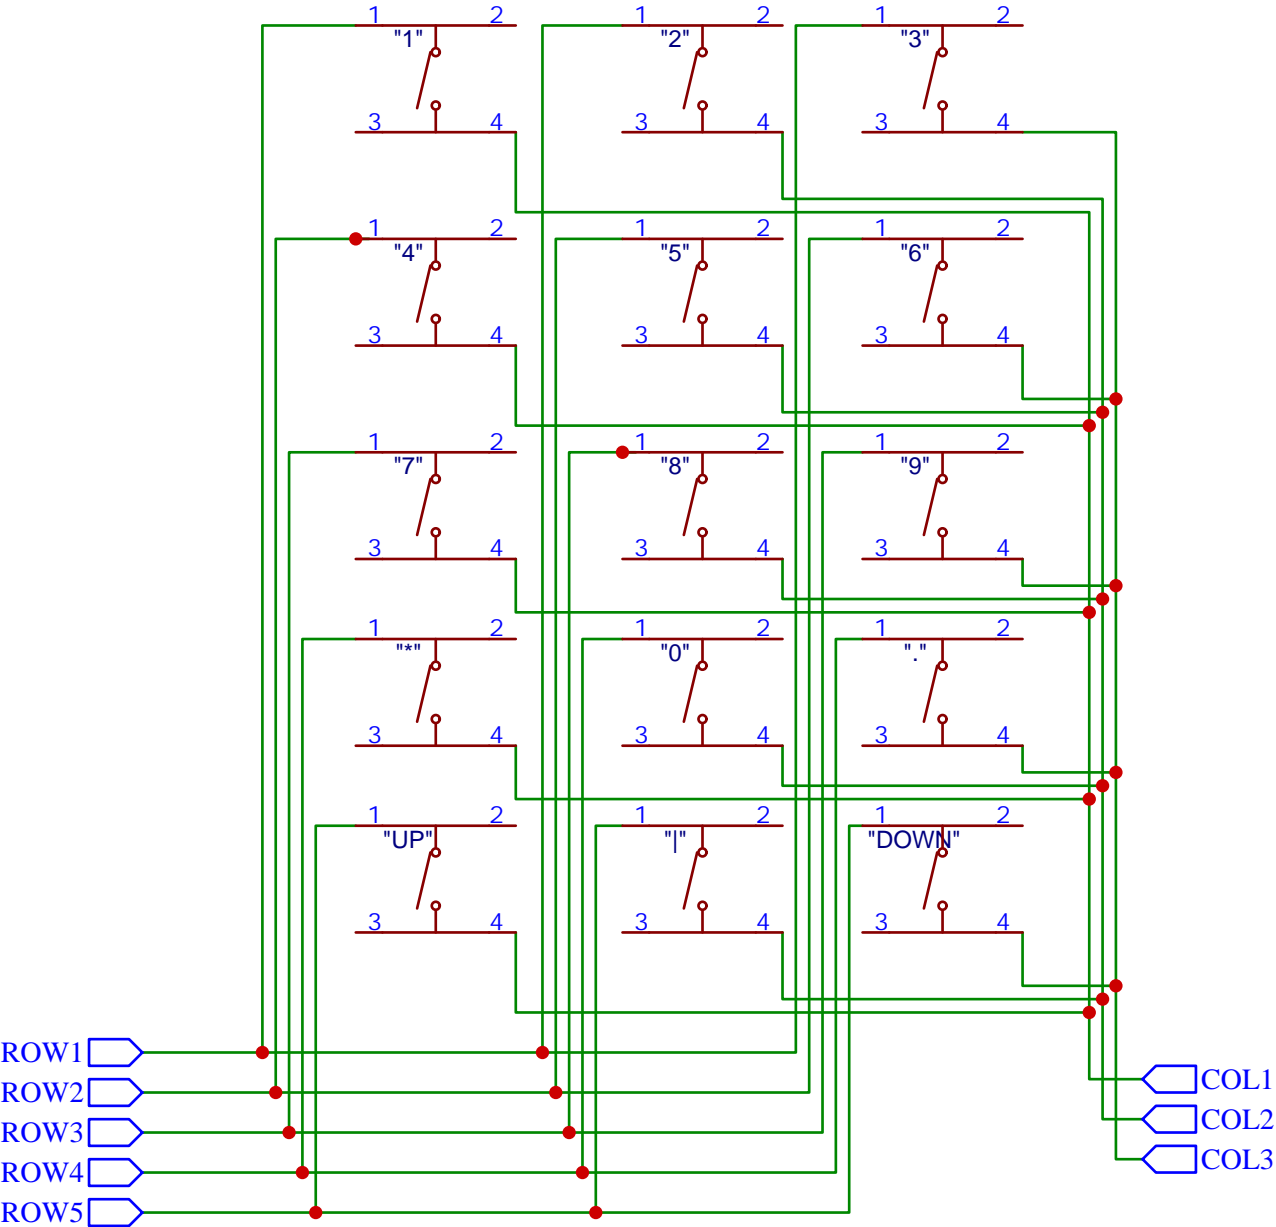 1 2 1 2 1 2
"1" "2" "3"
3 4 3 4 3 4
1 2 1 2 1 2
"4" "5" "6"
3 4 3 4 3 4
1 2 1 2 1 2
"7" "8" "9"
3 4 3 4 3 4
1 2 1 2 1 2
"*" "0" "."
3 4 3 4 3 4
1 2 1 2 1 2
"UP" "|" "DOWN"
3 4 3 4 3 4
ROW1
COL1
ROW2
COL2
ROW3
COL3
ROW4
ROW5